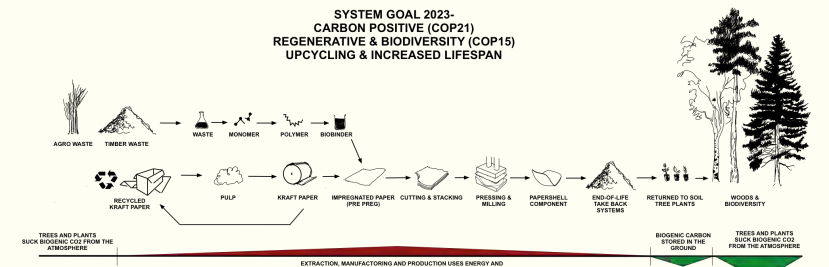 SYSTEM GOAL 2023-
CARBON POSITIVE (COP21)
REGENERATIVE & BIODIVERSITY (COP15)
UPCYCLING & INCREASED LIFESPAN
AGRO WASTE
TIMBER WASTE
WASTE
MONOMER
POLYMER
BIOBINDER
RECYCLED
KRAFT PAPER
PULP
KRAFT PAPER
IMPREGNATED PAPER
(PRE PREG)
CUTTING & STACKING
PRESSING &
MILLING
PAPERSHELL
COMPONENT
END-OF-LIFE
TAKE BACK
SYSTEMS
RETURNED TO SOIL
TREE PLANTS
WOODS &
BIODIVERSITY
TREES AND PLANTS
SUCK BIOGENIC CO2 FROM THE
ATMOSPHERE
BIOGENIC CARBON
STORED IN THE
GROUND
TREES AND PLANTS
SUCK BIOGENIC CO2
FROM THE ATMOSPHERE
EXTRACTION, MANUFACTORING AND PRODUCTION USES ENERGY AND